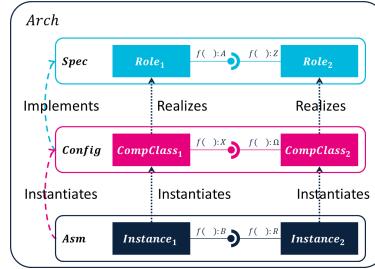 Arch
Spec Role₁ f( ):A f( ):Z Role₂
Implements Realizes Realizes
Config CompClass₁ f( ):X f( ):Ω CompClass₂
Instantiates Instantiates Instantiates
Asm Instance₁ f( ):B f( ):R Instance₂